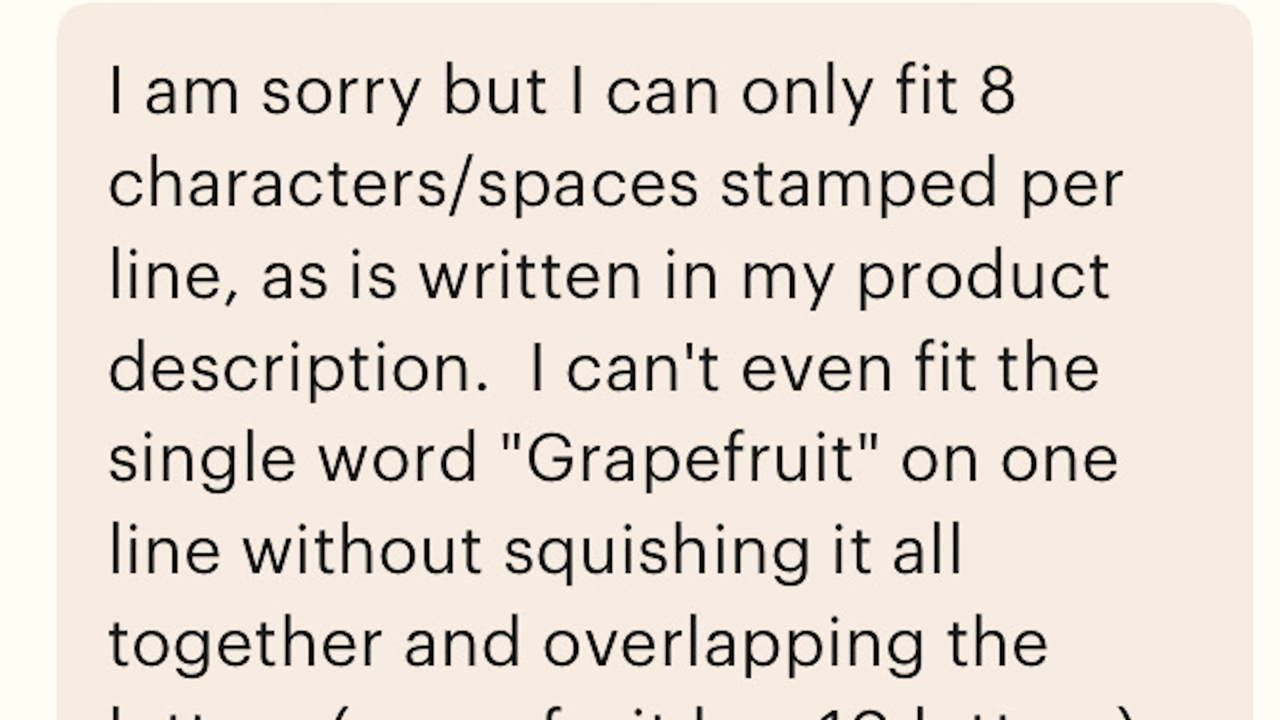 I am sorry but I can only fit 8
characters/spaces stamped per
line, as is written in my product
description.  I can't even fit the
single word "Grapefruit" on one
line without squishing it all
together and overlapping the